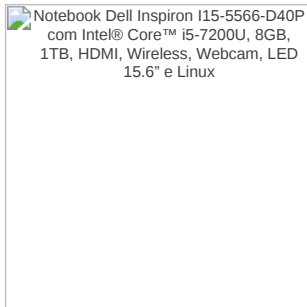 Notebook Dell Inspiron I15-5566-D40P
com Intel® Core™ i5-7200U, 8GB,
1TB, HDMI, Wireless, Webcam, LED
15.6” e Linux